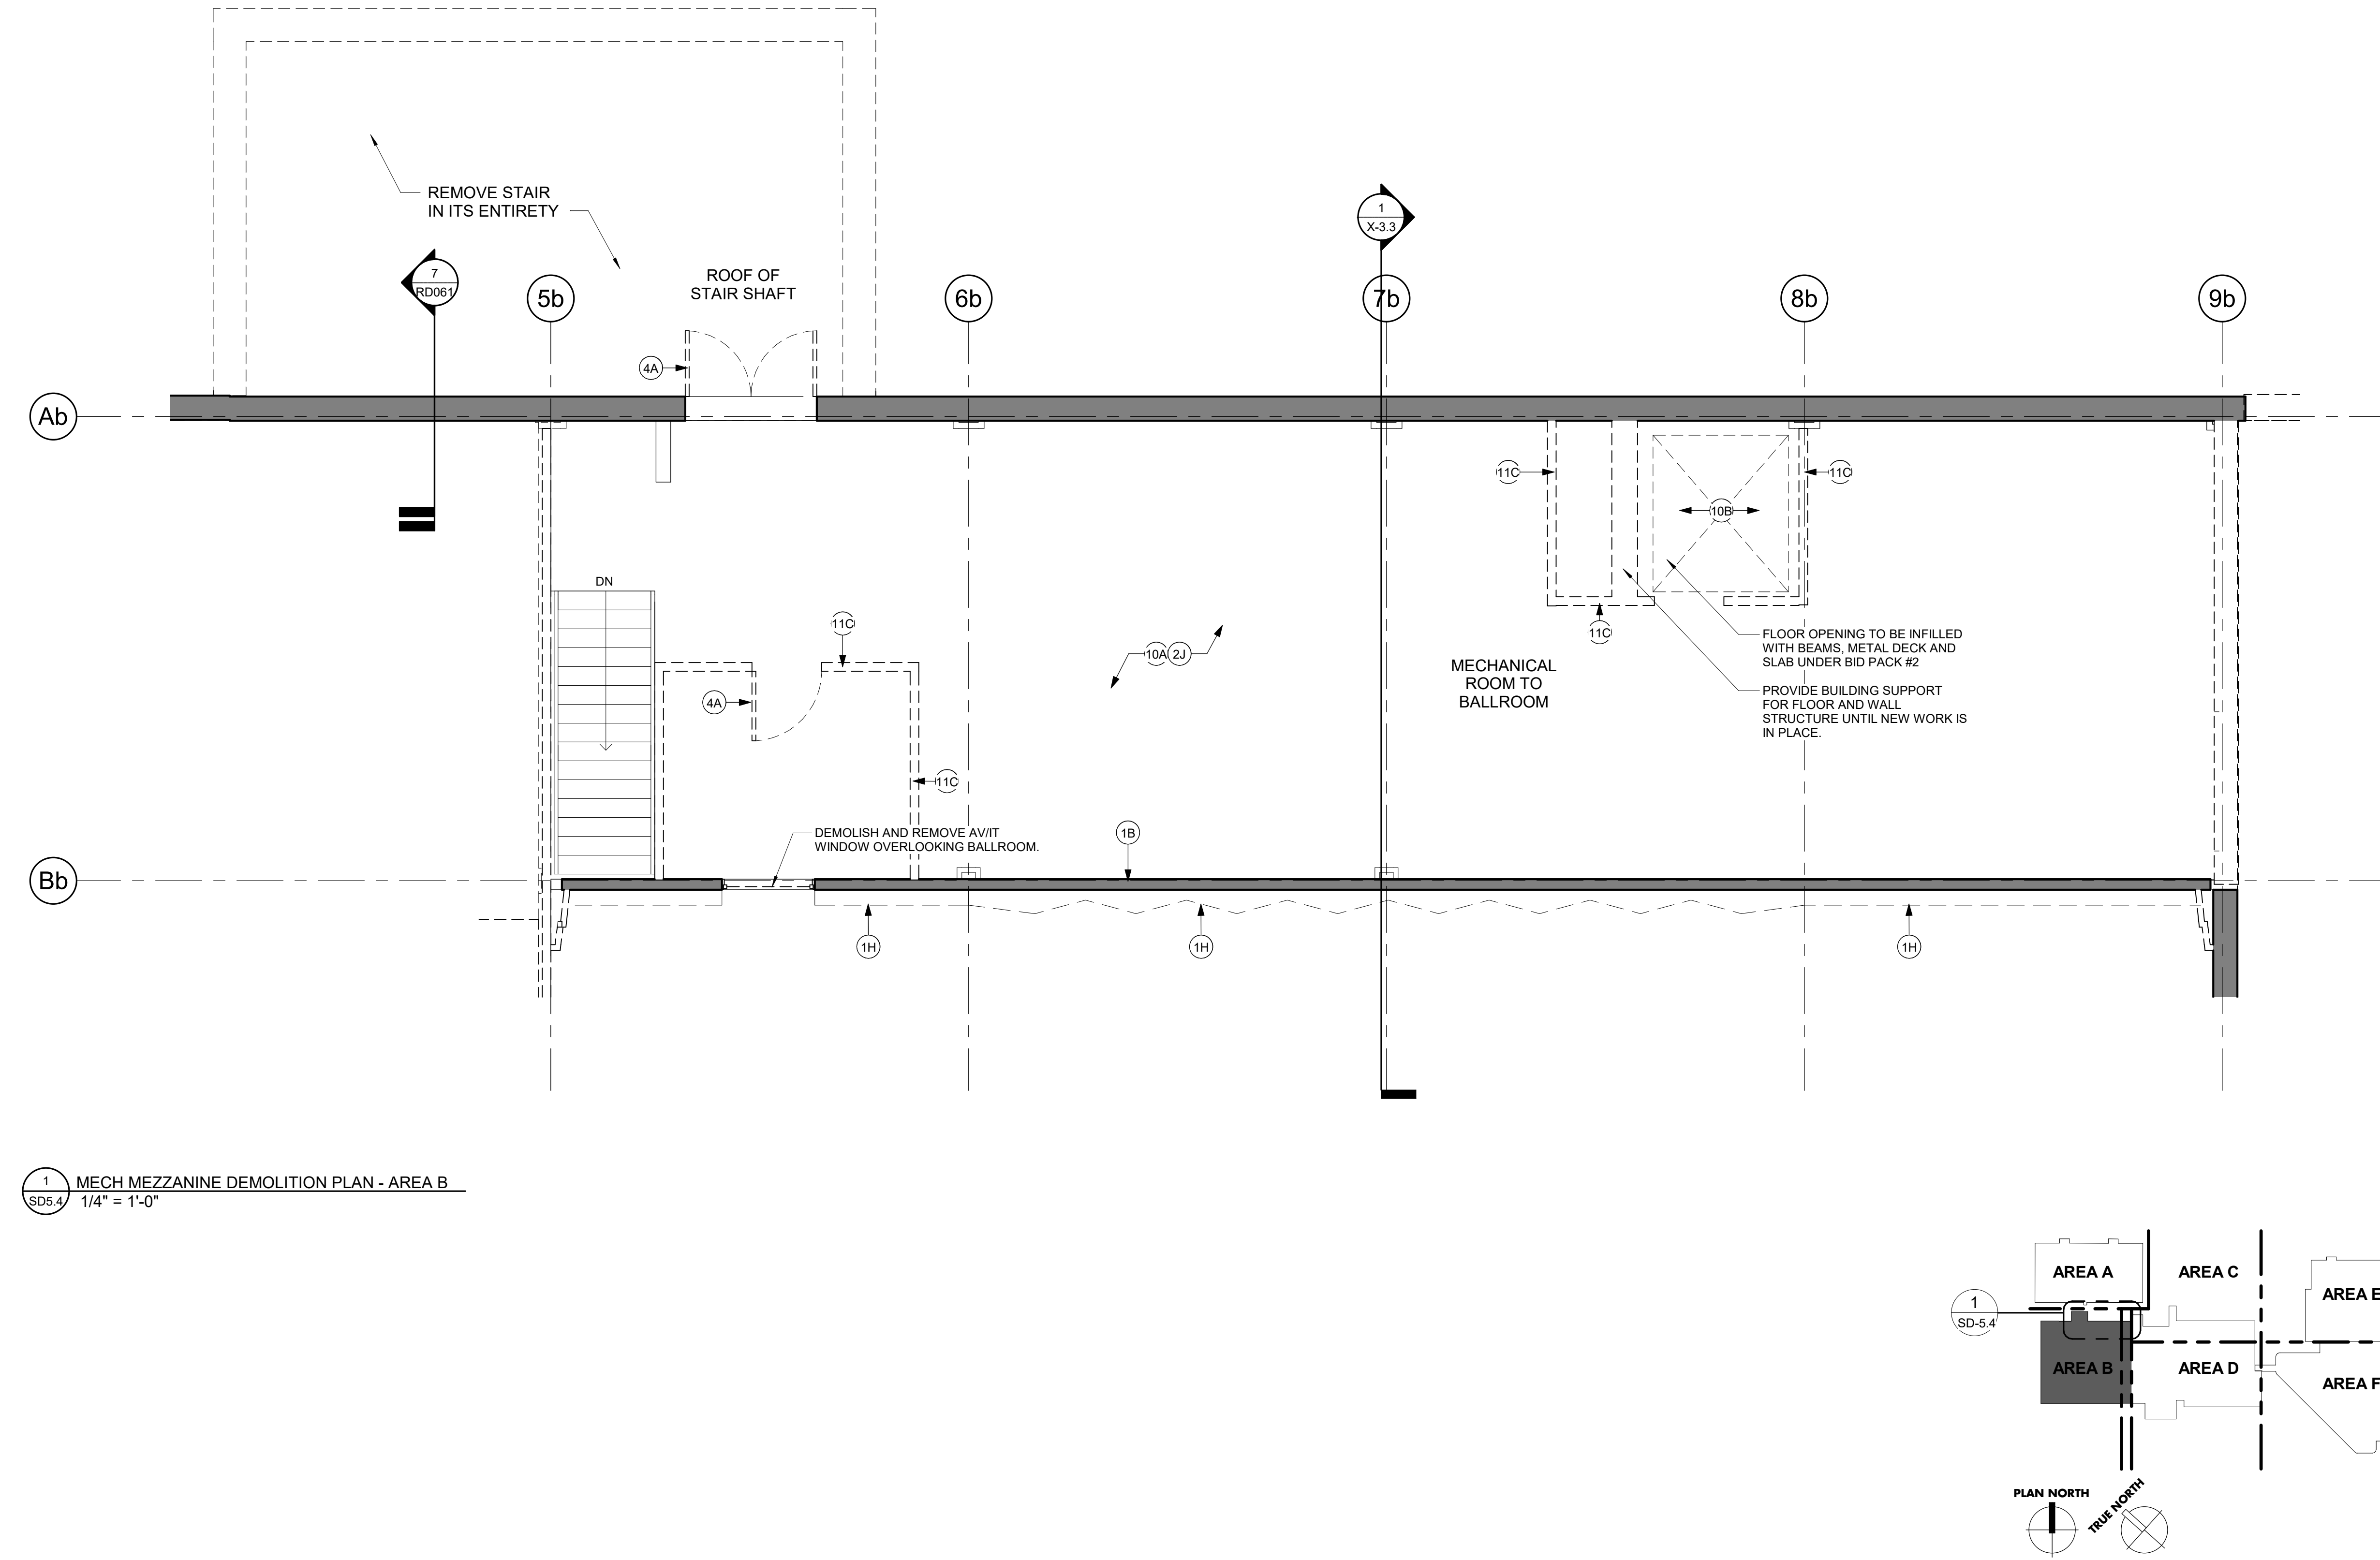 REMOVE STAIR
IN ITS ENTIRETY
1
X-3.3
7
RD061
ROOF OF
STAIR SHAFT
5b
6b
7b
8b
9b
4A
Ab
11C
11C
10B
DN
11C
11C
10A
2J
FLOOR OPENING TO BE INFILLED
WITH BEAMS, METAL DECK AND
SLAB UNDER BID PACK #2
MECHANICAL
ROOM TO
BALLROOM
PROVIDE BUILDING SUPPORT
FOR FLOOR AND WALL
STRUCTURE UNTIL NEW WORK IS
IN PLACE.
4A
11C
DEMOLISH AND REMOVE AV/IT
WINDOW OVERLOOKING BALLROOM.
1B
Bb
1H
1H
1H
1
SD5.4
MECH MEZZANINE DEMOLITION PLAN - AREA B
1/4" = 1'-0"
AREA A
AREA C
AREA E
1
SD-5.4
AREA B
AREA D
AREA F
PLAN NORTH
TRUE NORTH